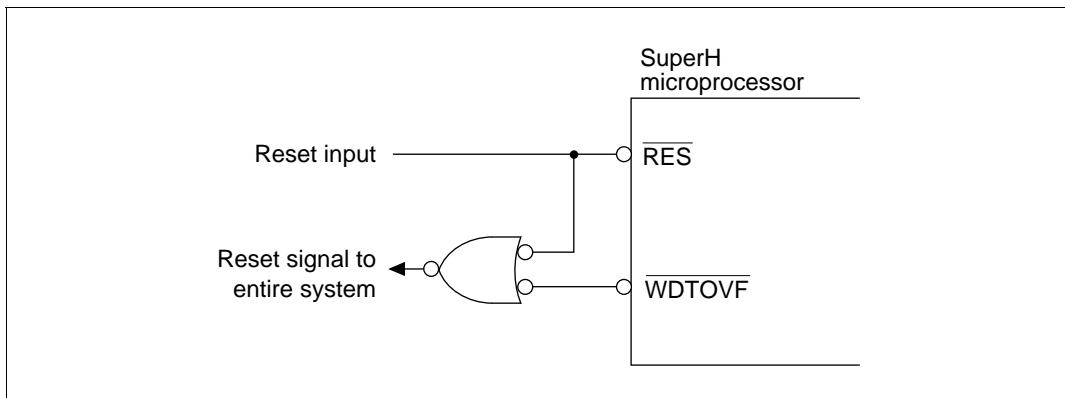 SuperH
microprocessor
Reset input
RES
Reset signal to
entire system
WDTOVF